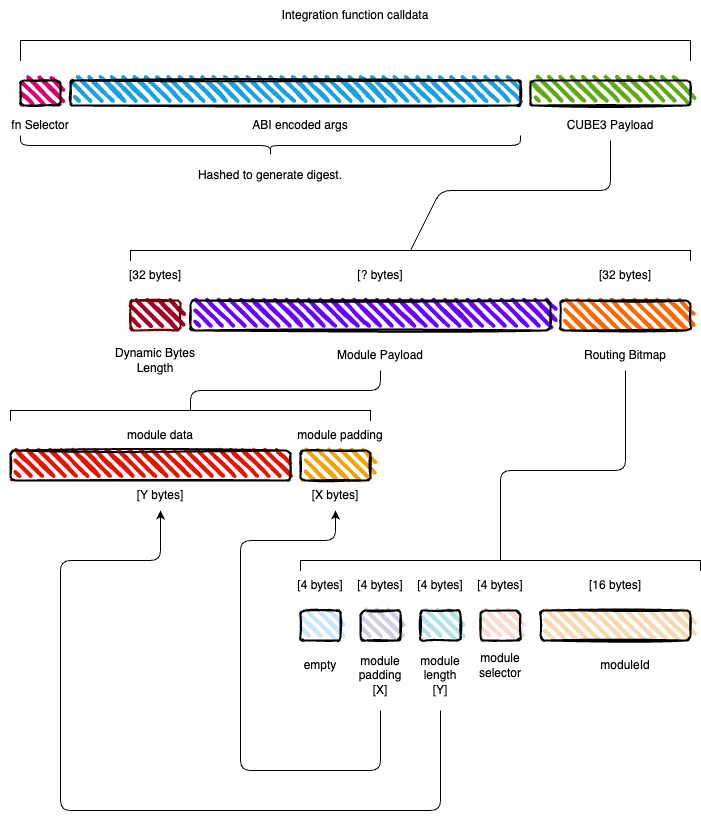 Integration function calldata
fn Selector
ABI encoded args
CUBE3 Payload
Hashed to generate digest.
[32 bytes]
[? bytes]
[32 bytes]
Dynamic Bytes
Length
Module Payload
Routing Bitmap
module data
module padding
[Y bytes]
[X bytes]
[4 bytes]
[4 bytes]
[4 bytes]
[4 bytes]
[16 bytes]
empty
module
padding
[X]
module
length
[Y]
module
selector
moduleId